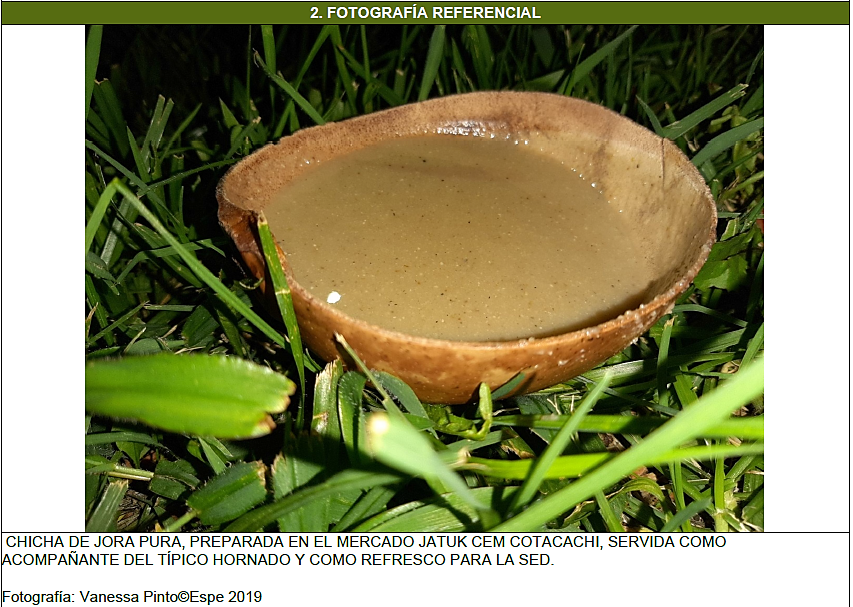 2. FOTOGRAFÍA REFERENCIAL
CHICHA DE JORA PURA, PREPARADA EN EL MERCADO JATUK CEM COTACACHI, SERVIDA COMO
ACOMPAÑANTE DEL TÍPICO HORNADO Y COMO REFRESCO PARA LA SED.
Fotografía: Vanessa Pinto©Espe 2019